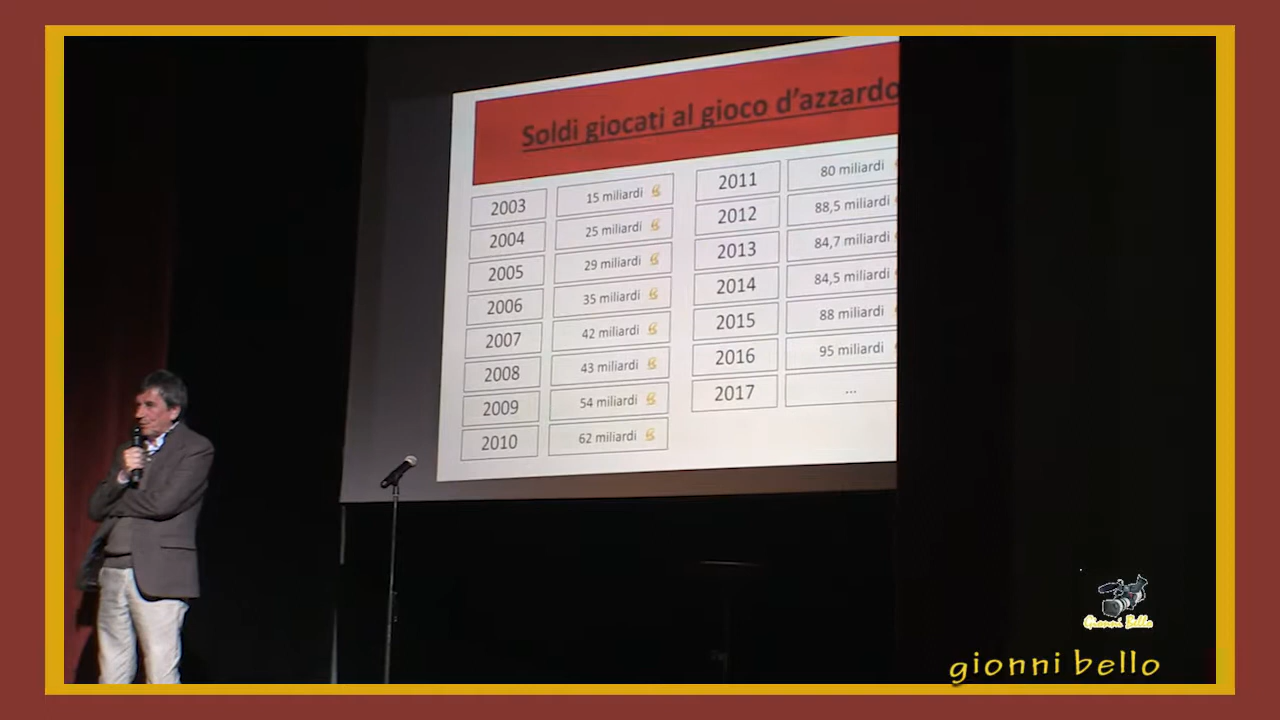 Soldi giocati al gioco d'azzardo
2003 15 miliardi
2004 25 miliardi
2005 29 miliardi
2006 35 miliardi
2007 42 miliardi
2008 43 miliardi
2009 54 miliardi
2010 62 miliardi
2011 80 miliardi
2012 88,5 miliardi
2013 84,7 miliardi
2014 84,5 miliardi
2015 88 miliardi
2016 95 miliardi
2017 ...
Gianni Bello
gionni bello